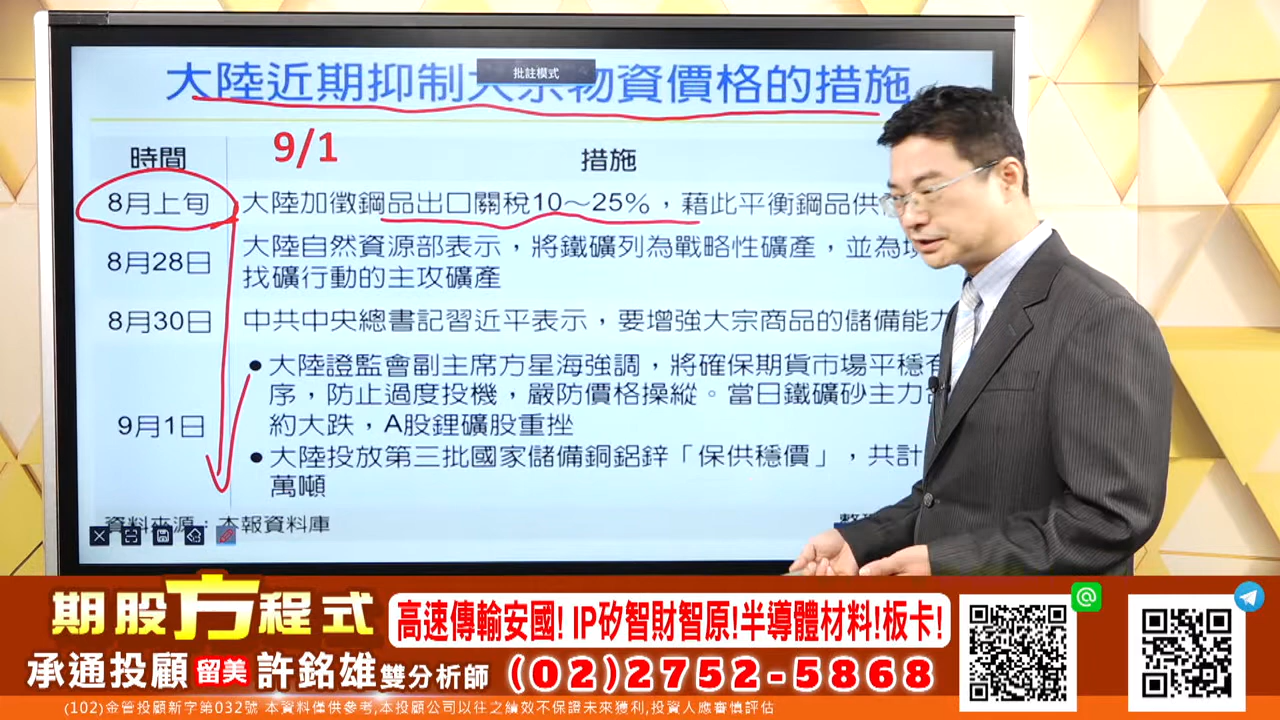 大陸近期抑制大宗物資價格的措施
批註模式
時間
9/1
措施
8月上旬
大陸加徵鋼品出口關稅10～25%，藉此平衡鋼品供
8月28日
大陸自然資源部表示，將鐵礦列為戰略性礦產，並為
找礦行動的主攻礦產
8月30日
中共中央總書記習近平表示，要增強大宗商品的儲備能力
9月1日
●大陸證監會副主席方星海強調，將確保期貨市場平穩有
序，防止過度投機，嚴防價格操縱。當日鐵礦砂主力合
約大跌，A股鋰礦股重挫
●大陸投放第三批國家儲備銅鋁鋅「保供穩價」，共計
萬噸
資料來源：本報資料庫
期股方程式
高速傳輸安國! IP矽智財智原!半導體材料!板卡!
承通投顧 留美 許銘雄雙分析師 (02)2752-5868
(102)金管投顧新字第032號 本資料僅供參考,本投顧公司以往之績效不保證未來獲利,投資人應審慎評估